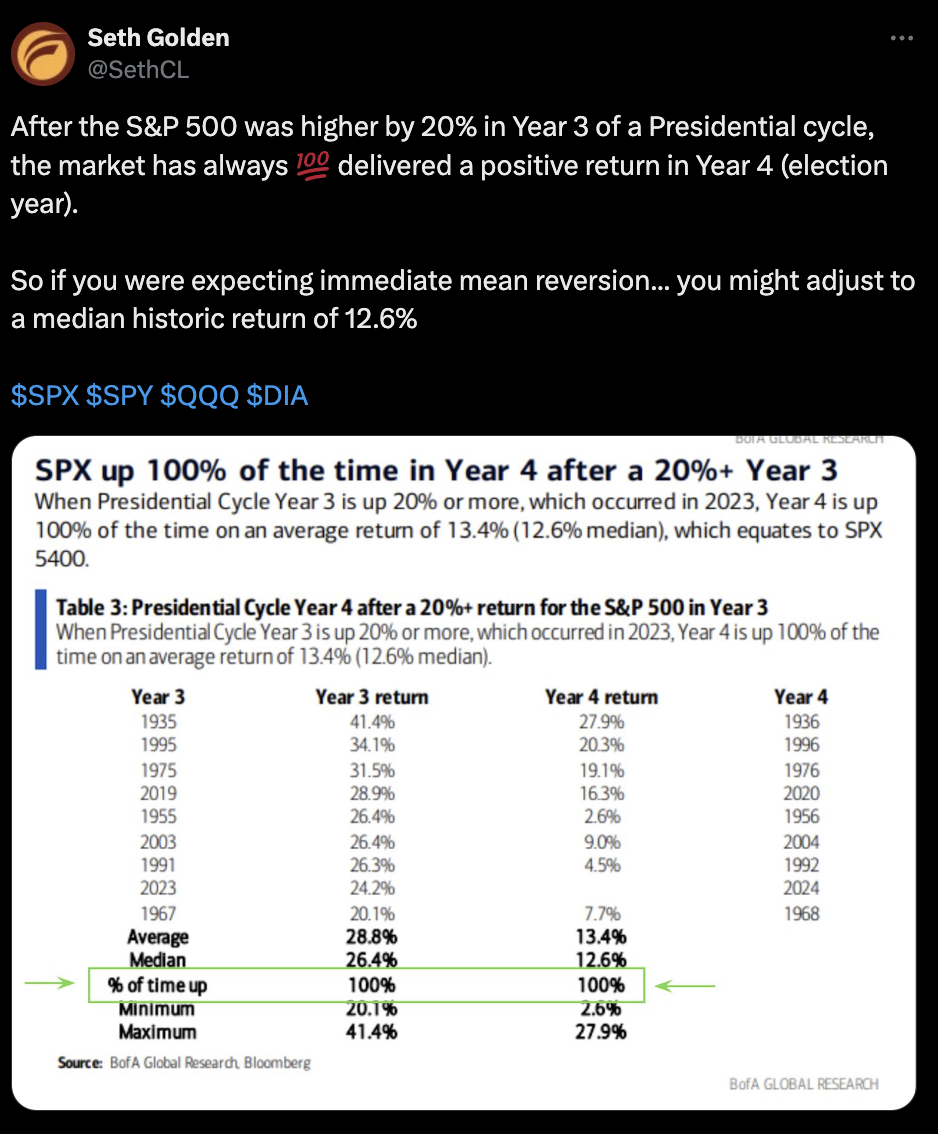 Seth Golden
@SethCL
After the S&P 500 was higher by 20% in Year 3 of a Presidential cycle,
the market has always 💯 delivered a positive return in Year 4 (election
year).
So if you were expecting immediate mean reversion... you might adjust to
a median historic return of 12.6%
$SPX $SPY $QQQ $DIA
BofA GLOBAL RESEARCH
SPX up 100% of the time in Year 4 after a 20%+ Year 3
When Presidential Cycle Year 3 is up 20% or more, which occurred in 2023, Year 4 is up
100% of the time on an average return of 13.4% (12.6% median), which equates to SPX
5400.
Table 3: Presidential Cycle Year 4 after a 20%+ return for the S&P 500 in Year 3
When Presidential Cycle Year 3 is up 20% or more, which occurred in 2023, Year 4 is up 100% of the
time on an average return of 13.4% (12.6% median).
Year 3 Year 3 return Year 4 return Year 4
1935 41.4% 27.9% 1936
1995 34.1% 20.3% 1996
1975 31.5% 19.1% 1976
2019 28.9% 16.3% 2020
1955 26.4% 2.6% 1956
2003 26.4% 9.0% 2004
1991 26.3% 4.5% 1992
2023 24.2% 2024
1967 20.1% 7.7% 1968
Average 28.8% 13.4%
Median 26.4% 12.6%
% of time up 100% 100%
Minimum 20.1% 2.6%
Maximum 41.4% 27.9%
Source: BofA Global Research, Bloomberg
BofA GLOBAL RESEARCH